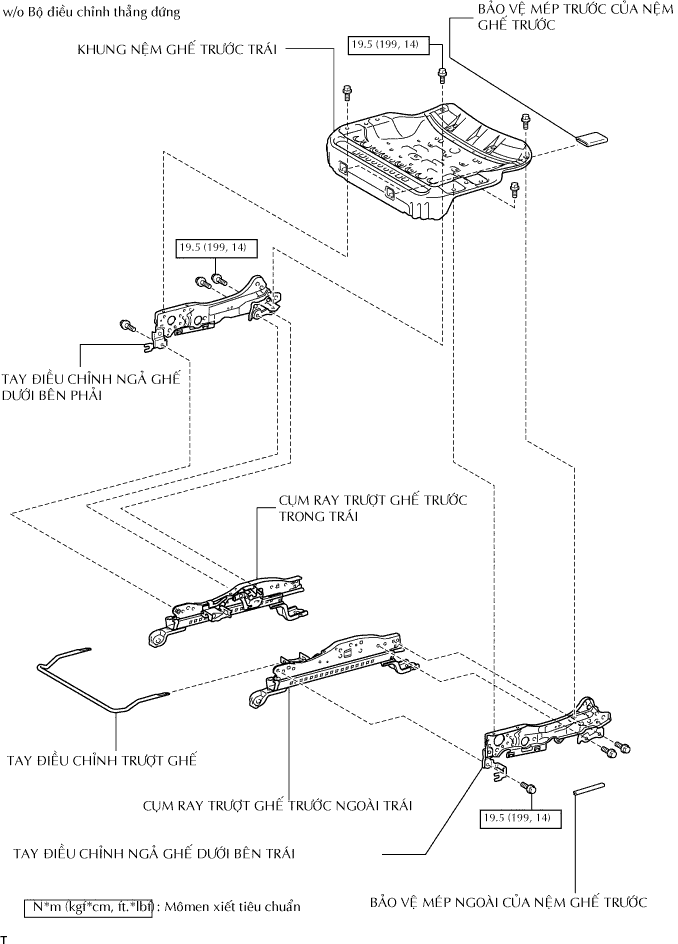 w/o Bộ điều chỉnh thẳng đứng
BẢO VỆ MÉP TRƯỚC CỦA NỆM
GHẾ TRƯỚC
KHUNG NỆM GHẾ TRƯỚC TRÁI
19.5 (199, 14)
19.5 (199, 14)
TAY ĐIỀU CHỈNH NGẢ GHẾ
DƯỚI BÊN PHẢI
CỤM RAY TRƯỢT GHẾ TRƯỚC
TRONG TRÁI
TAY ĐIỀU CHỈNH TRƯỢT GHẾ
CỤM RAY TRƯỢT GHẾ TRƯỚC NGOÀI TRÁI
19.5 (199, 14)
TAY ĐIỀU CHỈNH NGẢ GHẾ DƯỚI BÊN TRÁI
BẢO VỆ MÉP NGOÀI CỦA NỆM GHẾ TRƯỚC
N*m (kgf*cm, ft.*lbf) : Mômen xiết tiêu chuẩn
T